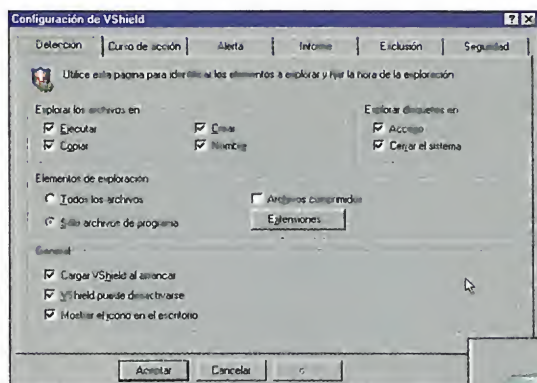 Configuración de VShield
Detección Curso de acción Alerta Informe Exclusión Seguridad
Utilice esta página para identificar los elementos a explorar y fijar la hora de la exploración
Explorar los archivos en
Explorar disquetes en
Ejecutar Crear Acceso
Copiar Nombre Cerrar el sistema
Elementos de exploración
Todos los archivos Archivos comprimidos
Sólo archivos de programa Extensiones...
General
Cargar VShield al arrancar
VShield puede desactivarse
Mostrar el icono en el escritorio
Aceptar Cancelar